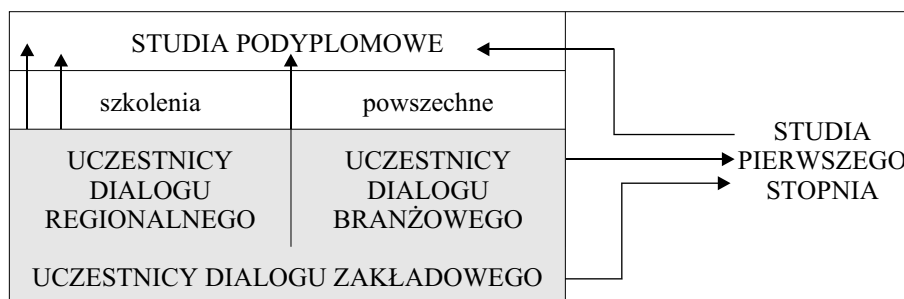 STUDIA PODYPLOMOWE
szkolenia powszechne
UCZESTNICY
DIALOGU
REGIONALNEGO
UCZESTNICY
DIALOGU
BRANŻOWEGO
UCZESTNICY DIALOGU ZAKŁADOWEGO
STUDIA
PIERWSZEGO
STOPNIA